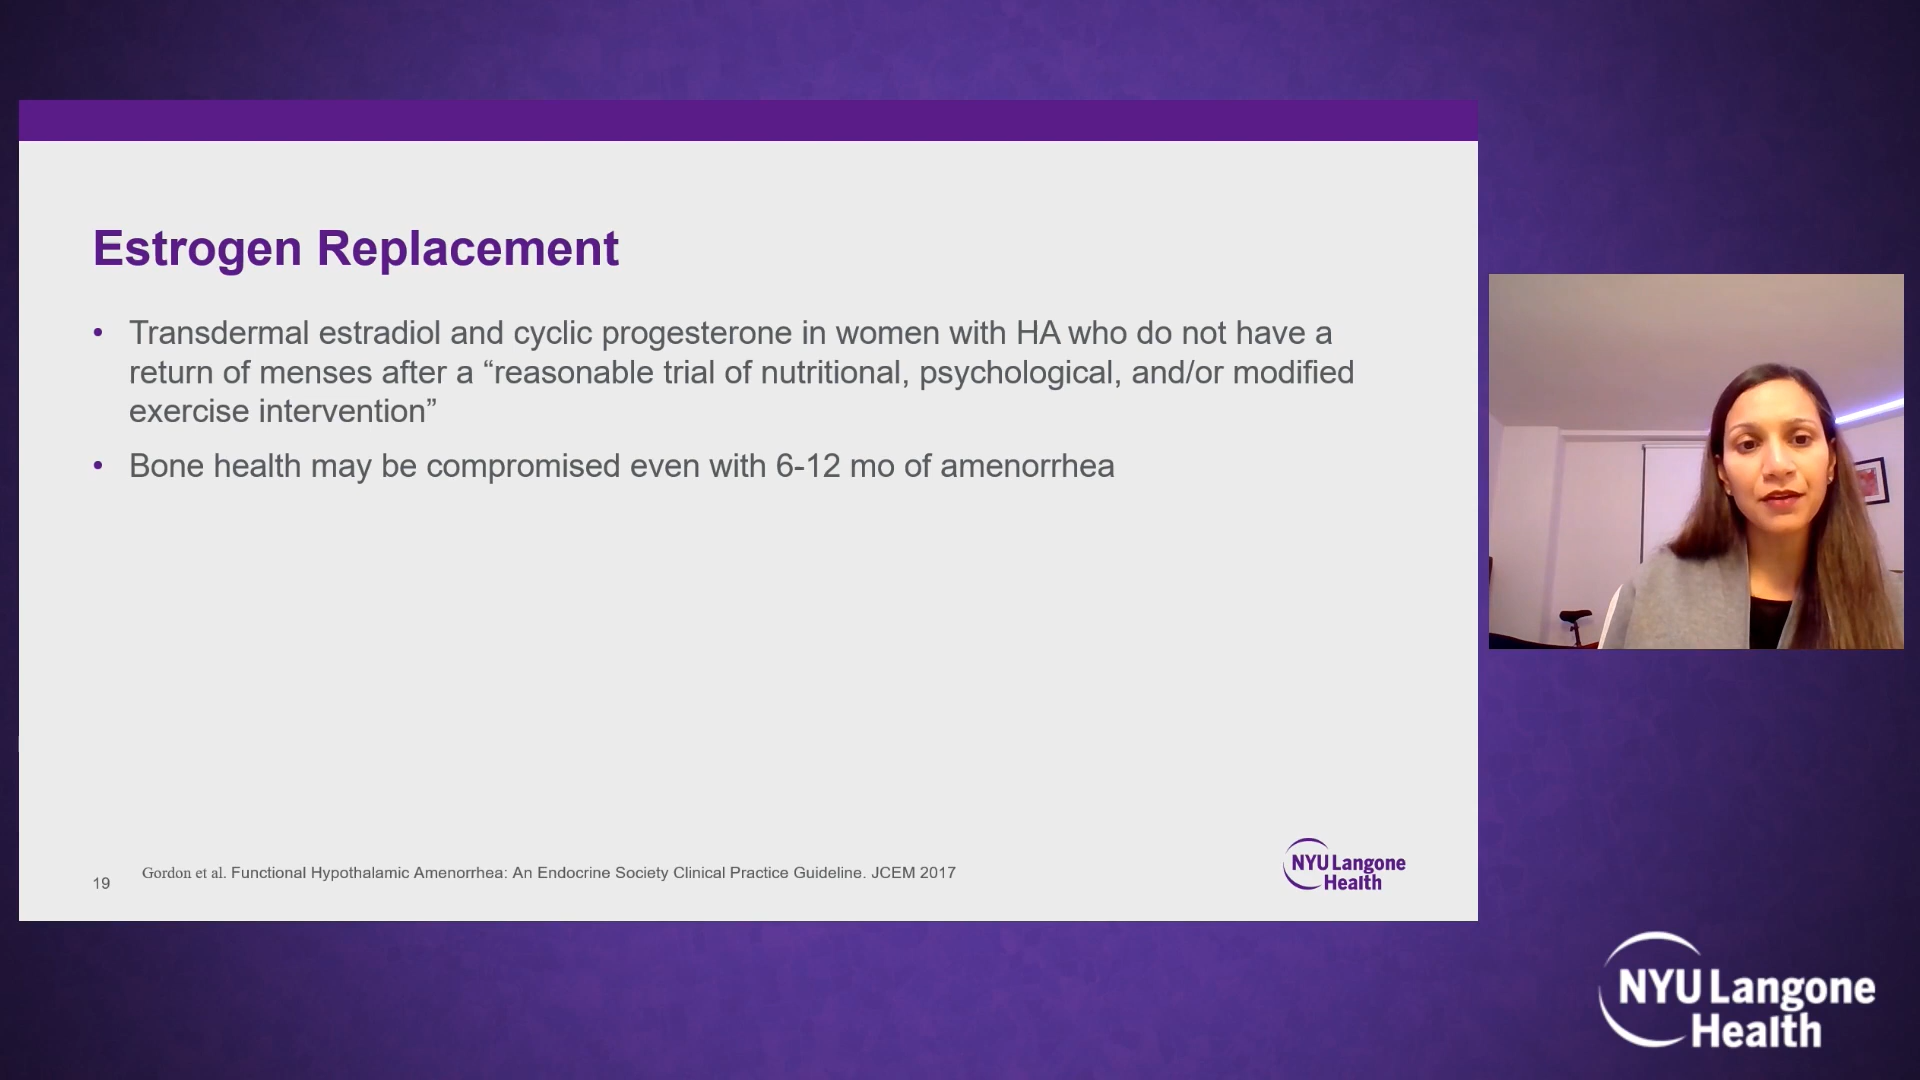 Estrogen Replacement
• Transdermal estradiol and cyclic progesterone in women with HA who do not have a
return of menses after a “reasonable trial of nutritional, psychological, and/or modified
exercise intervention”
• Bone health may be compromised even with 6-12 mo of amenorrhea
19
Gordon et al. Functional Hypothalamic Amenorrhea: An Endocrine Society Clinical Practice Guideline. JCEM 2017
NYU Langone
Health
NYU Langone
Health